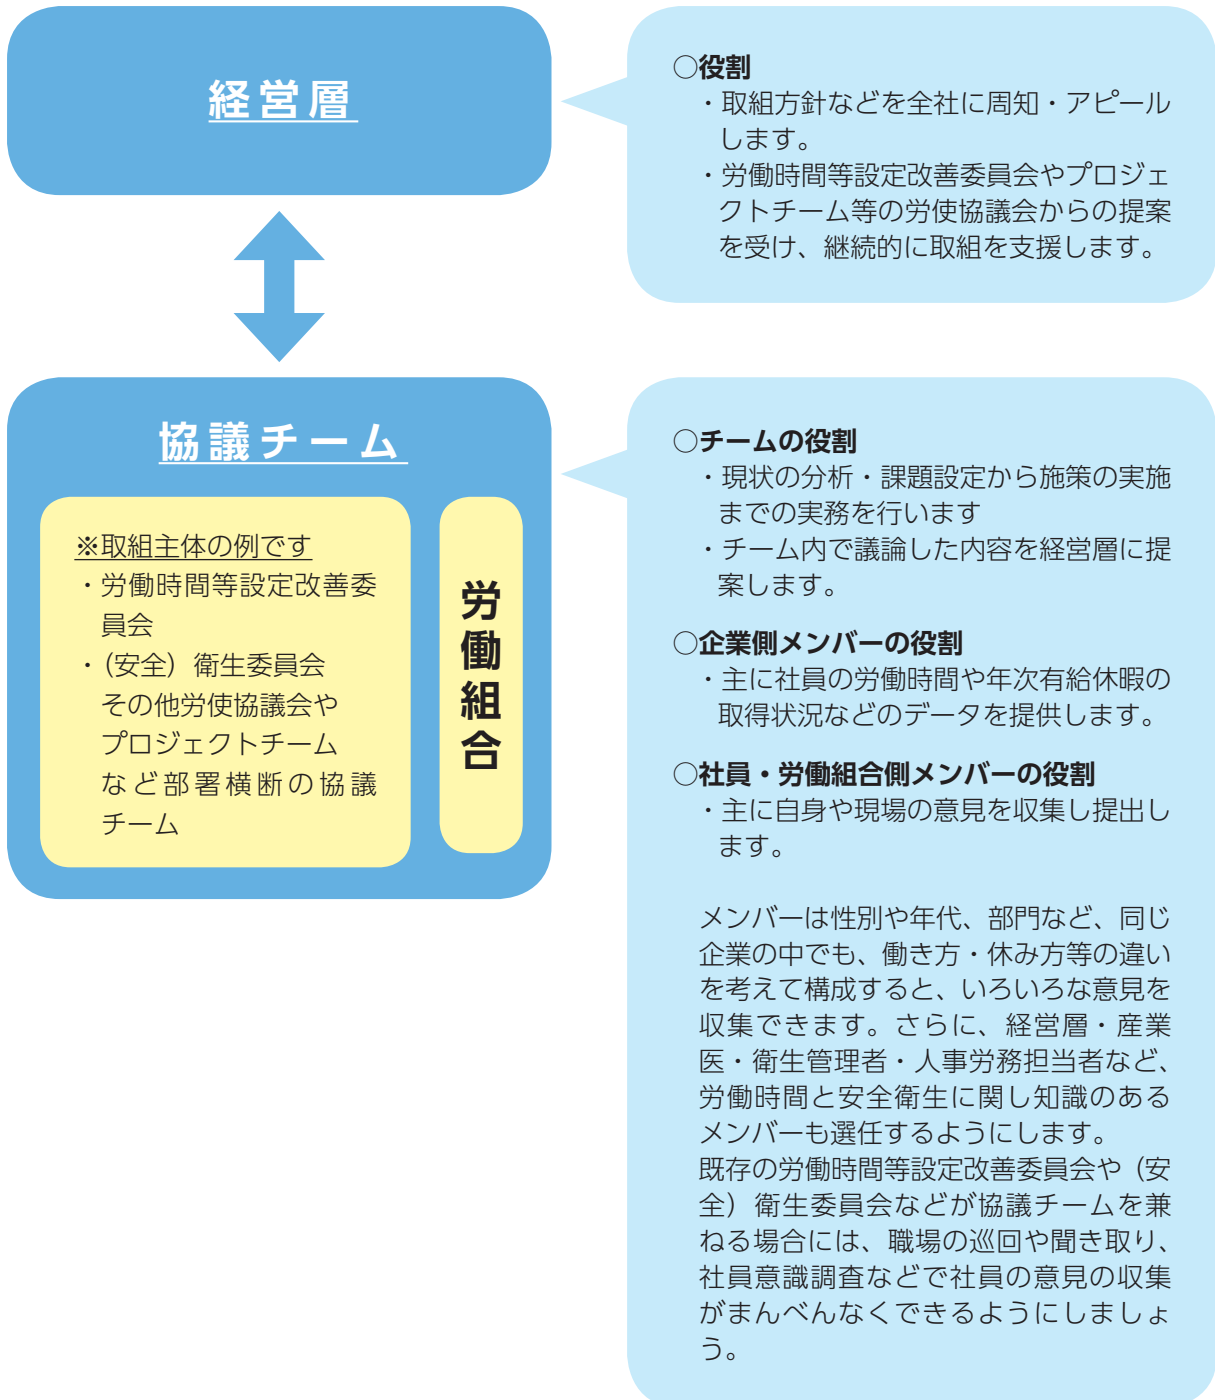 経営層
○役割
・取組方針などを全社に周知・アピール
します。
・労働時間等設定改善委員会やプロジェ
クトチーム等の労使協議会からの提案
を受け、継続的に取組を支援します。
協議チーム
※取組主体の例です
・労働時間等設定改善委
員会
・（安全）衛生委員会
その他労使協議会や
プロジェクトチーム
など部署横断の協議
チーム
労働組合
○チームの役割
・現状の分析・課題設定から施策の実施
までの実務を行います
・チーム内で議論した内容を経営層に提
案します。
○企業側メンバーの役割
・主に社員の労働時間や年次有給休暇の
取得状況などのデータを提供します。
○社員・労働組合側メンバーの役割
・主に自身や現場の意見を収集し提出し
ます。
メンバーは性別や年代、部門など、同じ
企業の中でも、働き方・休み方等の違い
を考えて構成すると、いろいろな意見を
収集できます。さらに、経営層・産業
医・衛生管理者・人事労務担当者など、
労働時間と安全衛生に関し知識のある
メンバーも選任するようにします。
既存の労働時間等設定改善委員会や（安
全）衛生委員会などが協議チームを兼
ねる場合には、職場の巡回や聞き取り、
社員意識調査などで社員の意見の収集
がまんべんなくできるようにしましょ
う。